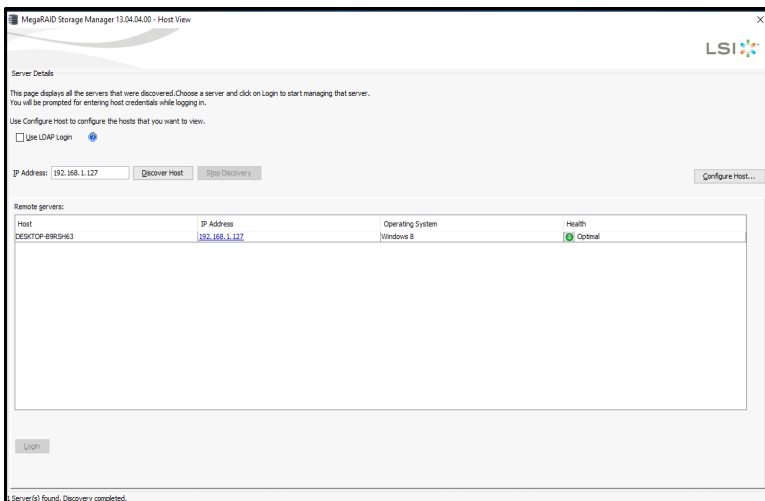 MegaRAID Storage Manager 13.04.04.00 - Host View
LSI
Server Details
This page displays all the servers that were discovered.Choose a server and click on Login to start managing that server.
You will be prompted for entering host credentials while logging in.
Use Configure Host to configure the hosts that you want to view.
Use LDAP Login ?
IP Address: 192.168.1.127 Discover Host Stop Discovery Configure Host...
Remote servers:
Host IP Address Operating System Health
DESKTOP-B9RSH63 192.168.1.127 Windows 8 Optimal
Login
1 Server(s) found. Discovery completed.